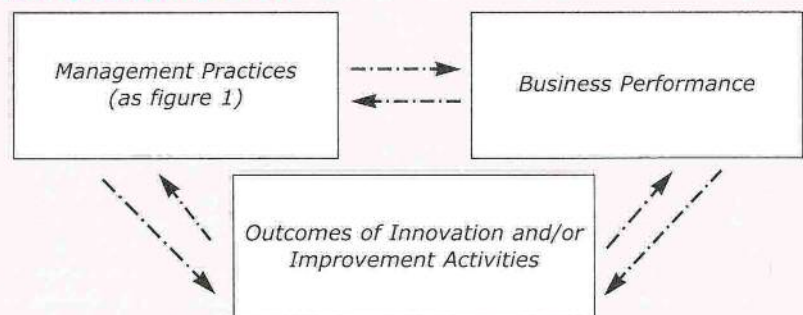 Management Practices
(as figure 1)
Business Performance
Outcomes of Innovation and/or
Improvement Activities